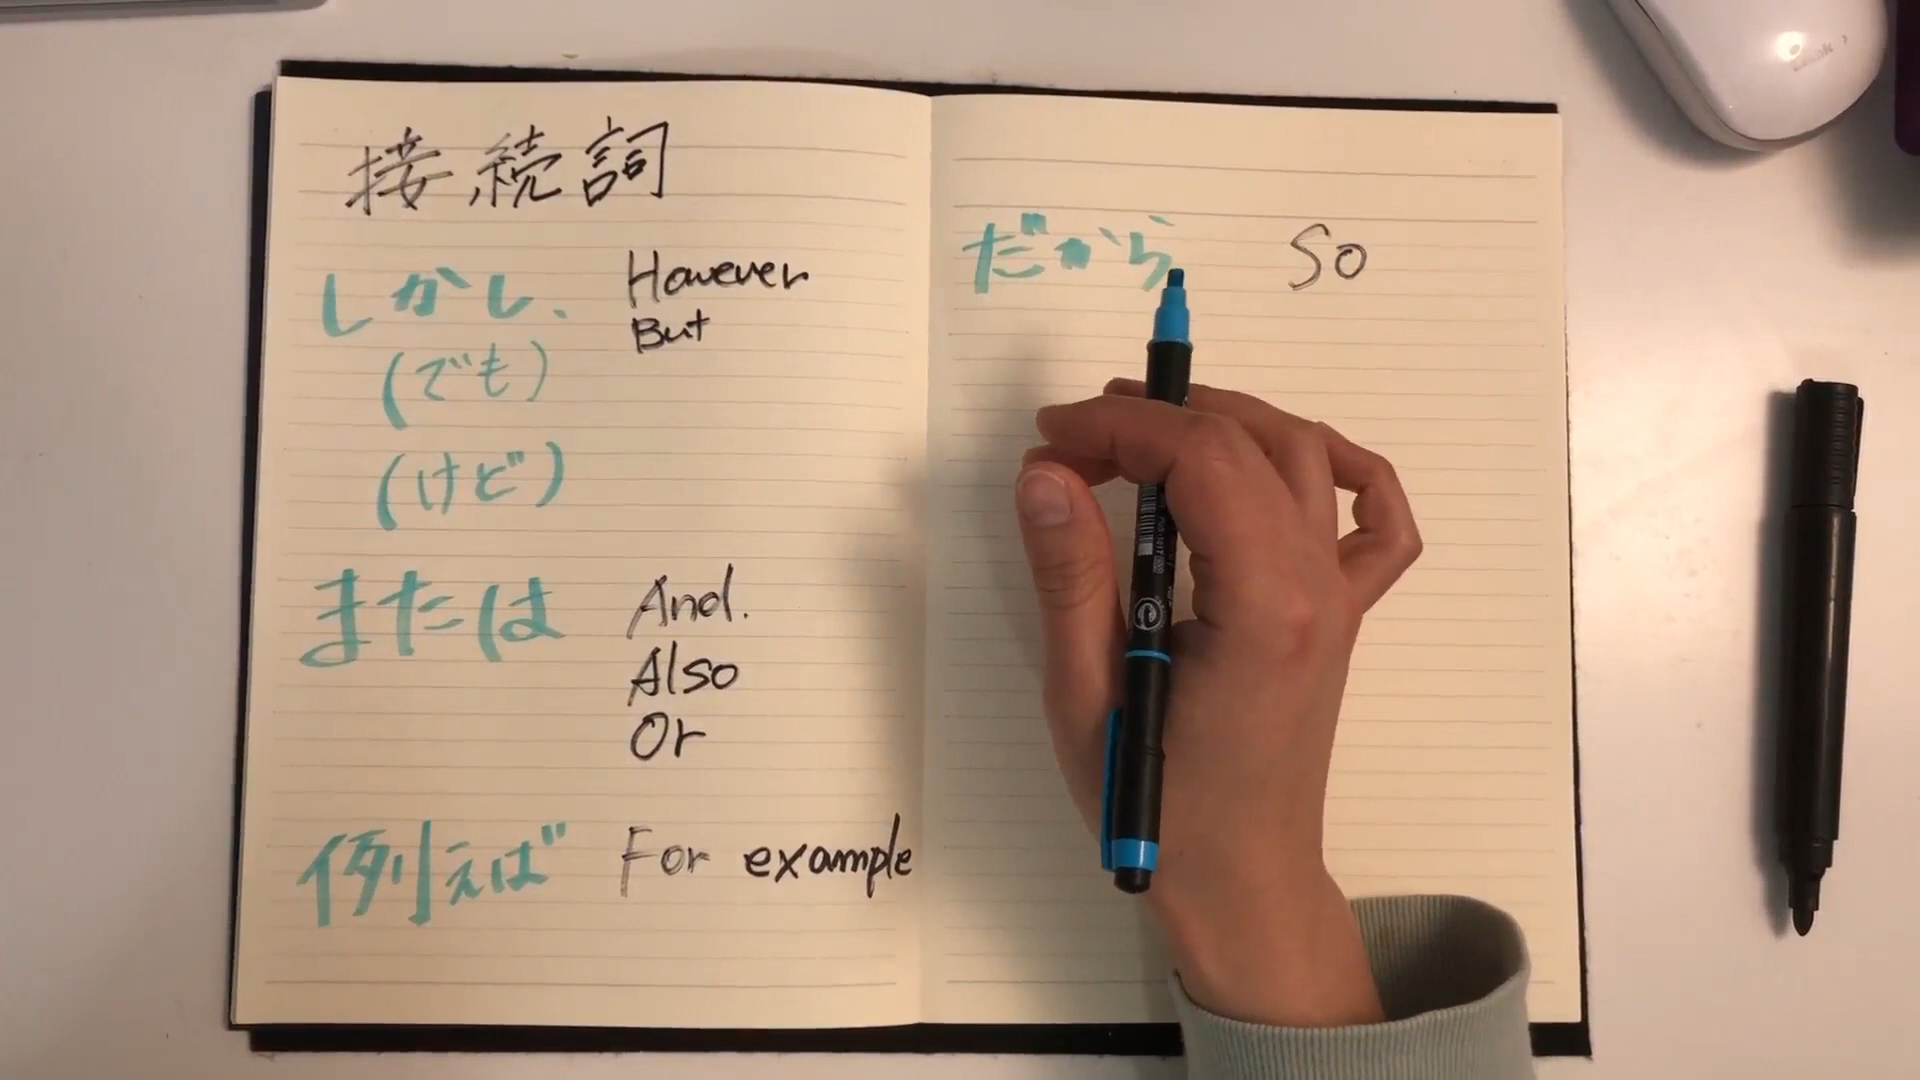 接続詞
しかし、 However
But
(でも)
(けど)
または And.
Also
Or
例えば For example
だから So